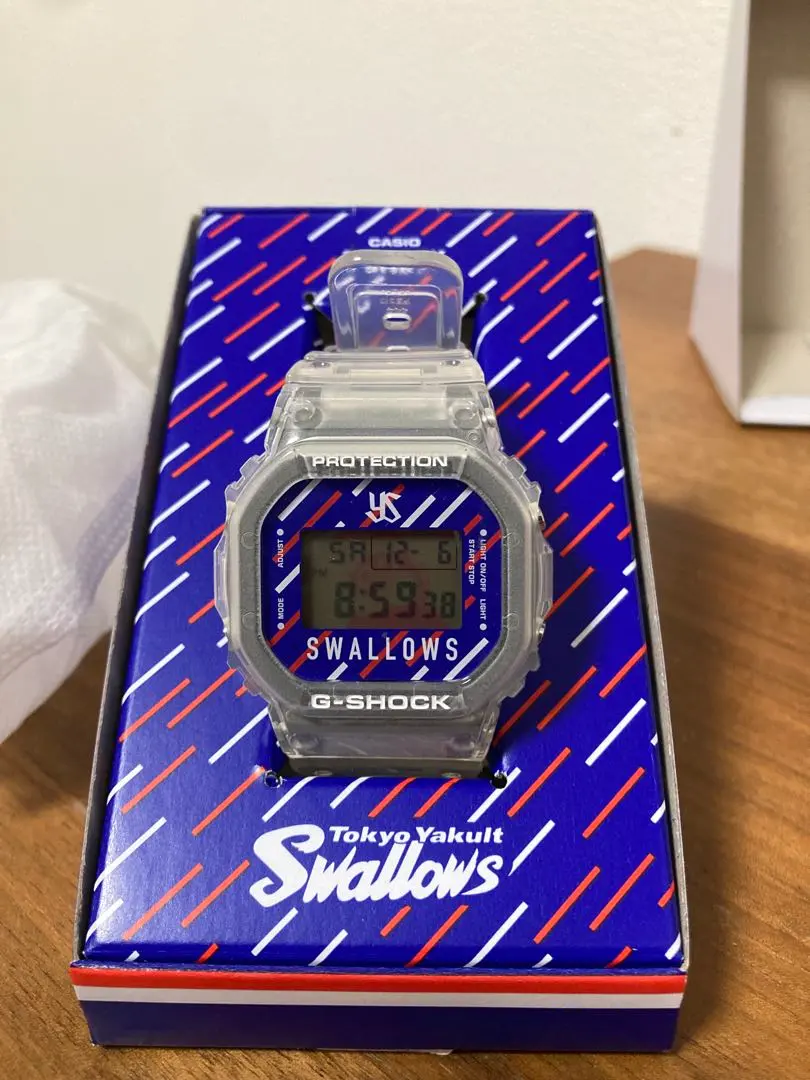 CASIO
PROTECTION
YS
ADJUST
MODE
LIGHT ON/OFF
START STOP
LIGHT
SA 12- 6
8:59 38
SWALLOWS
G-SHOCK
Tokyo Yakult
Swallows